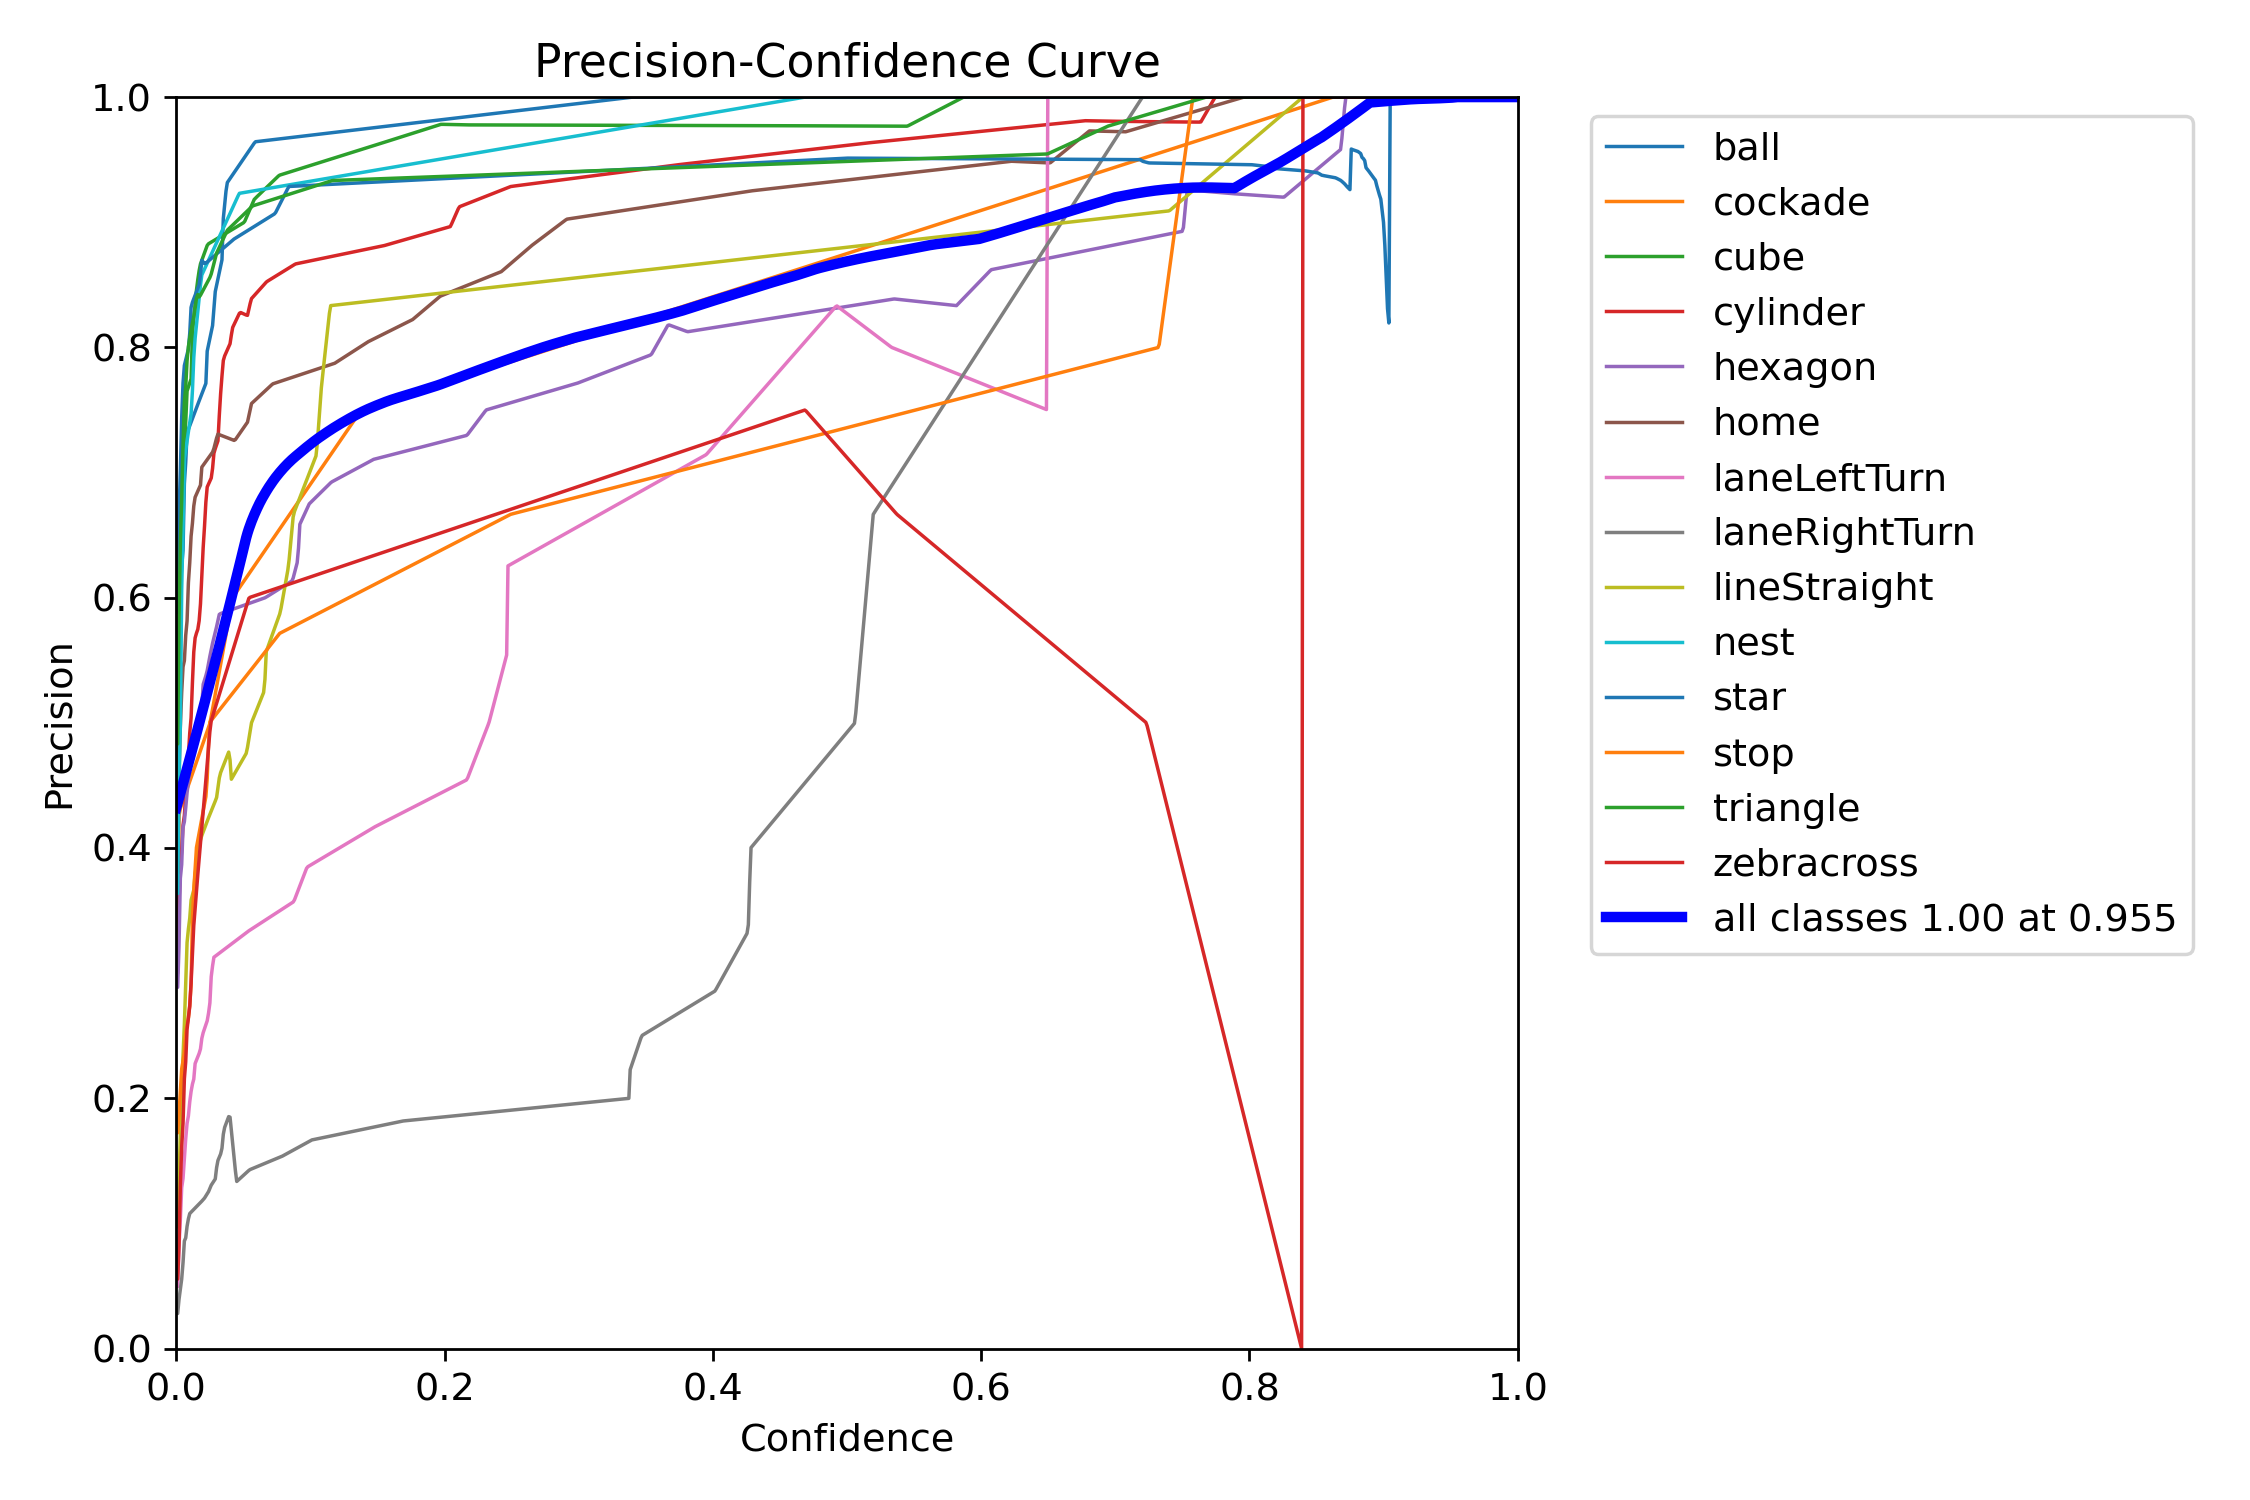 Precision-Confidence Curve
1.0
0.8
0.6
0.4
0.2
0.0
Precision
0.0 0.2 0.4 0.6 0.8 1.0
Confidence
ball
cockade
cube
cylinder
hexagon
home
laneLeftTurn
laneRightTurn
lineStraight
nest
star
stop
triangle
zebracross
all classes 1.00 at 0.955